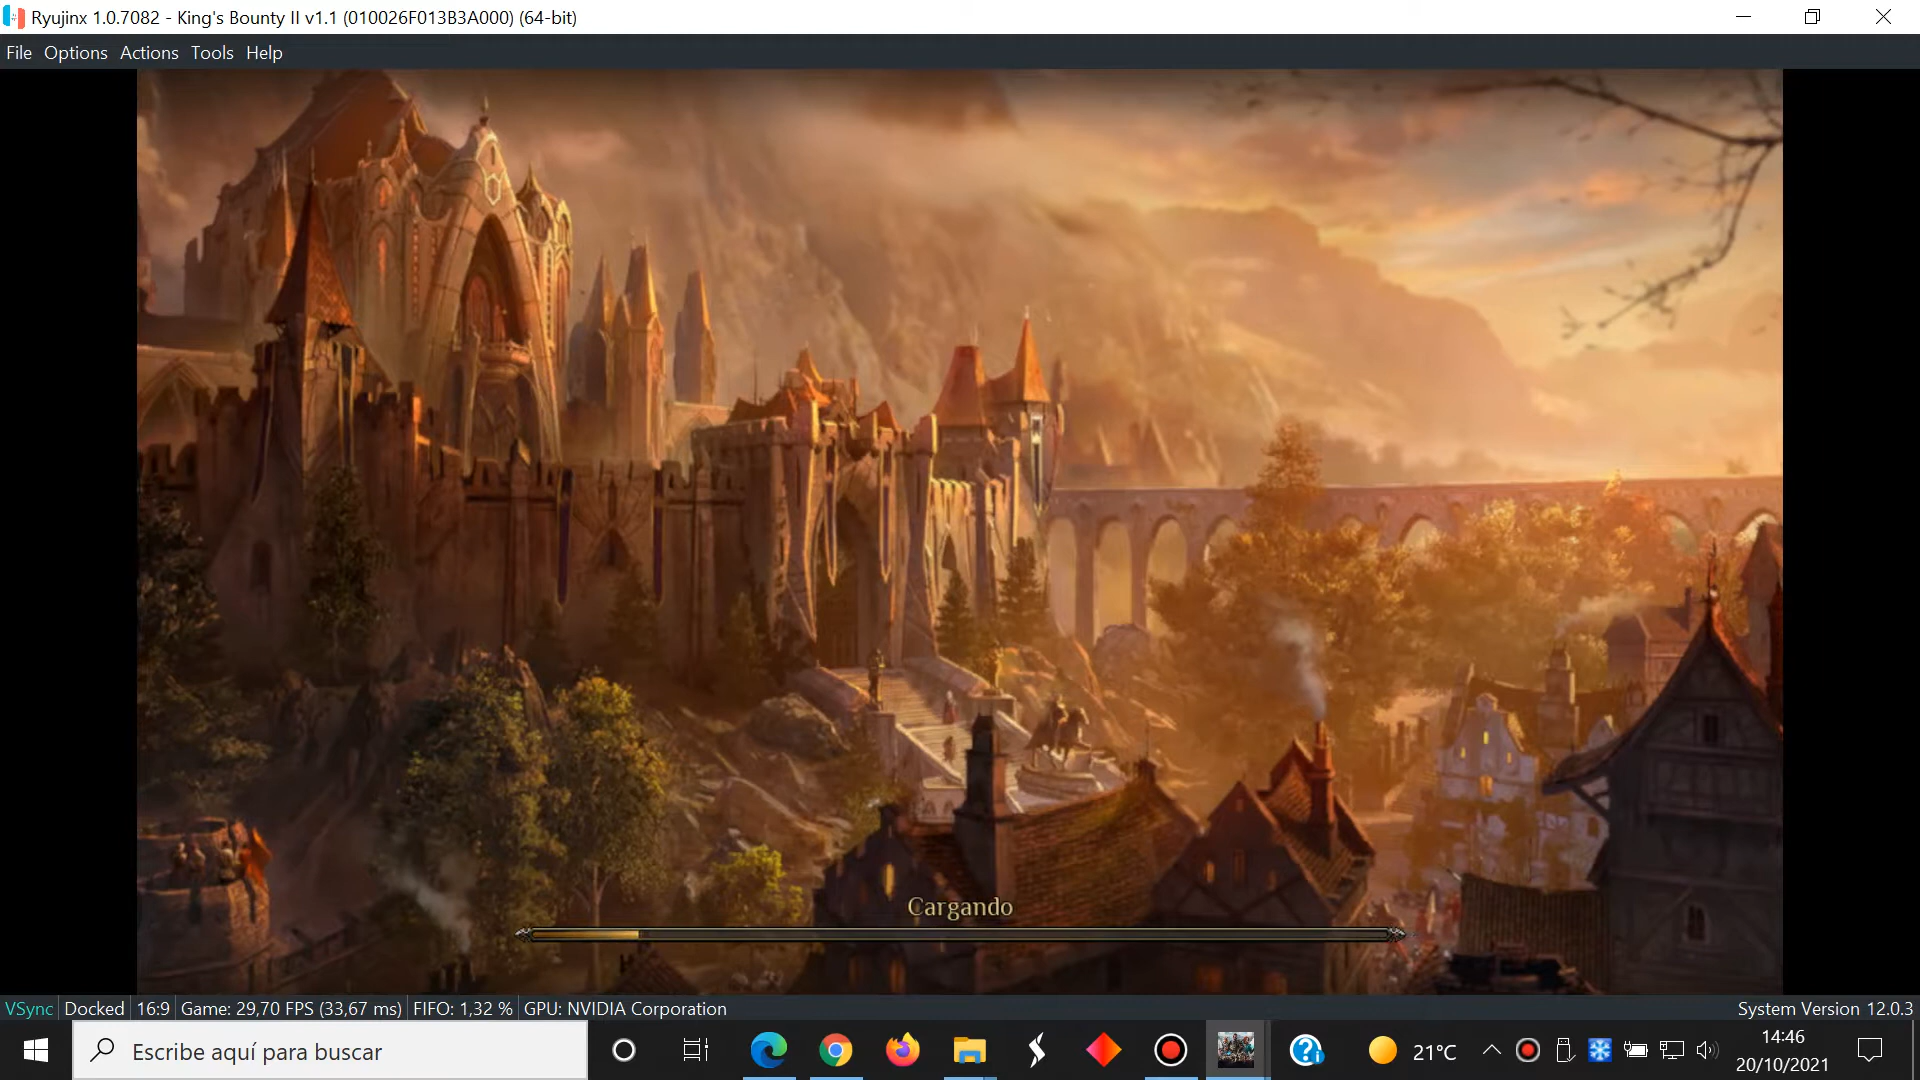 Ryujinx 1.0.7082 - King's Bounty II v1.1 (010026F013B3A000) (64-bit)
File Options Actions Tools Help
Cargando
VSync Docked 16:9 Game: 29,70 FPS (33,67 ms) FIFO: 1,32 % GPU: NVIDIA Corporation System Version 12.0.3
Escribe aquí para buscar
21°C
14:46
20/10/2021